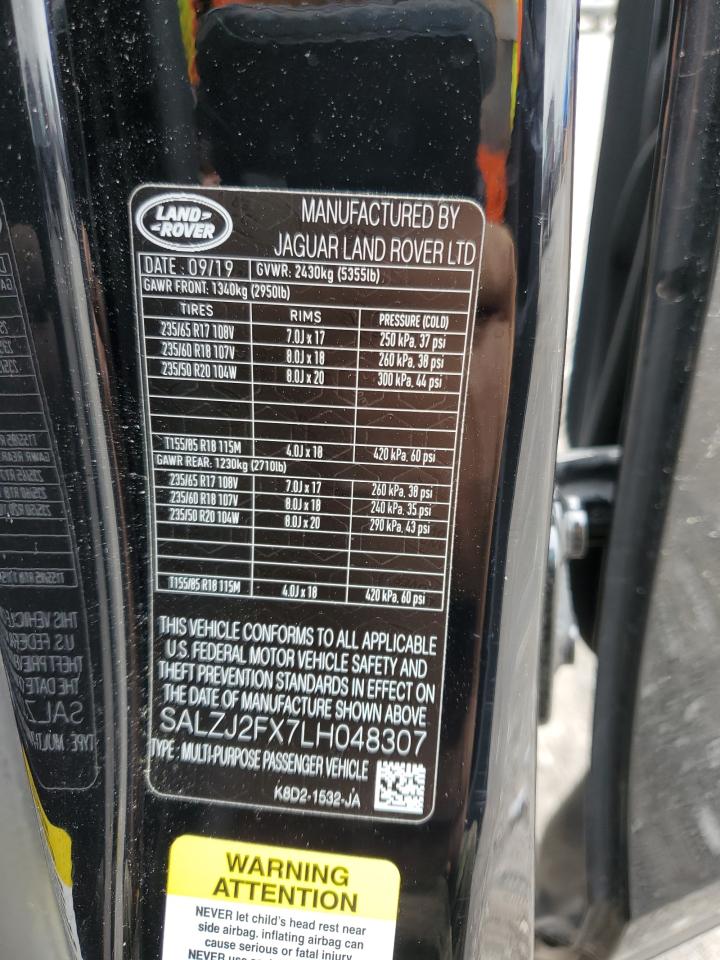 LAND ROVER
MANUFACTURED BY
JAGUAR LAND ROVER LTD
DATE : 09/19 GVWR: 2430kg (5355lb)
GAWR FRONT: 1340kg (2950lb)
TIRES RIMS PRESSURE (COLD)
235/65 R17 108V 7.0J x 17 250 kPa, 37 psi
235/60 R18 107V 8.0J x 18 260 kPa, 38 psi
235/50 R20 104W 8.0J x 20 300 kPa, 44 psi
T155/85 R18 115M 4.0J x 18 420 kPa, 60 psi
GAWR REAR: 1230kg (2710lb)
235/65 R17 108V 7.0J x 17 260 kPa, 38 psi
235/60 R18 107V 8.0J x 18 240 kPa, 35 psi
235/50 R20 104W 8.0J x 20 290 kPa, 43 psi
T155/85 R18 115M 4.0J x 18 420 kPa, 60 psi
THIS VEHICLE CONFORMS TO ALL APPLICABLE
U.S. FEDERAL MOTOR VEHICLE SAFETY AND
THEFT PREVENTION STANDARDS IN EFFECT ON
THE DATE OF MANUFACTURE SHOWN ABOVE
SALZJ2FX7LH048307
TYPE : MULTI-PURPOSE PASSENGER VEHICLE
K8D2-1532-JA
WARNING
ATTENTION
NEVER let child's head rest near
side airbag. inflating airbag can
cause serious or fatal injury
NEVER use